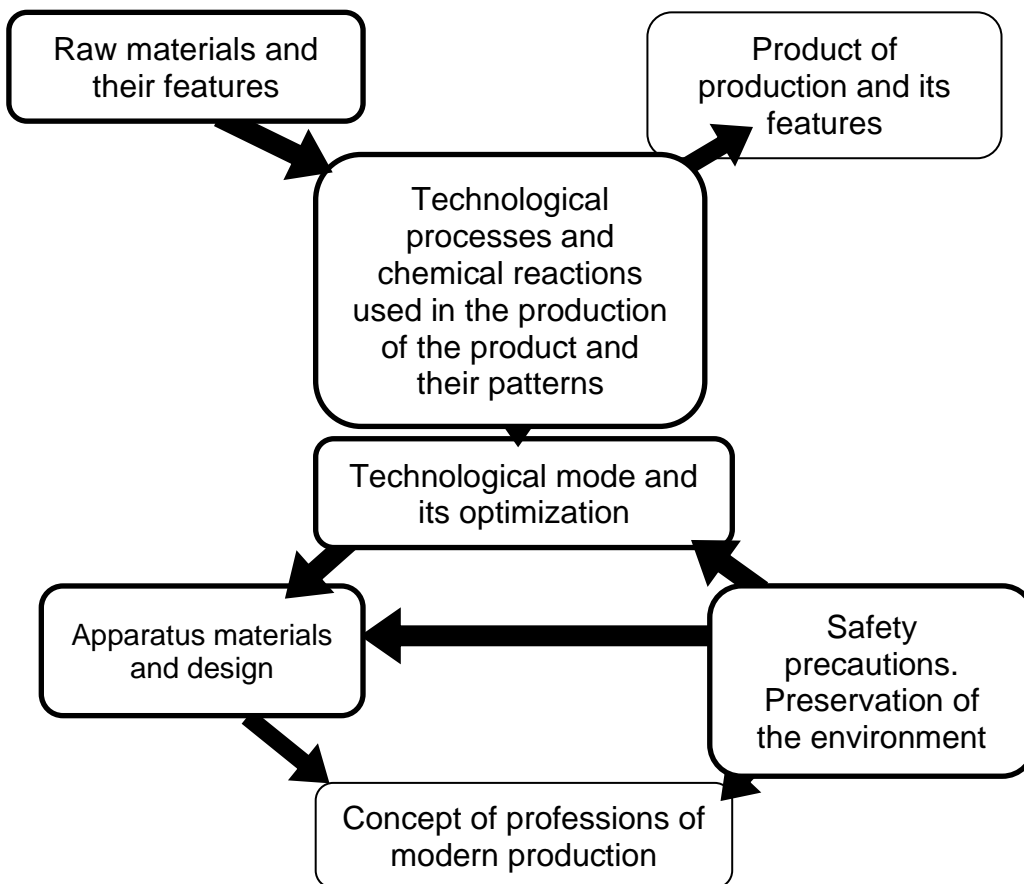 Raw materials and
their features
Product of
production and its
features
Technological
processes and
chemical reactions
used in the production
of the product and
their patterns
Technological mode and
its optimization
Apparatus materials
and design
Safety
precautions.
Preservation of
the environment
Concept of professions of
modern production